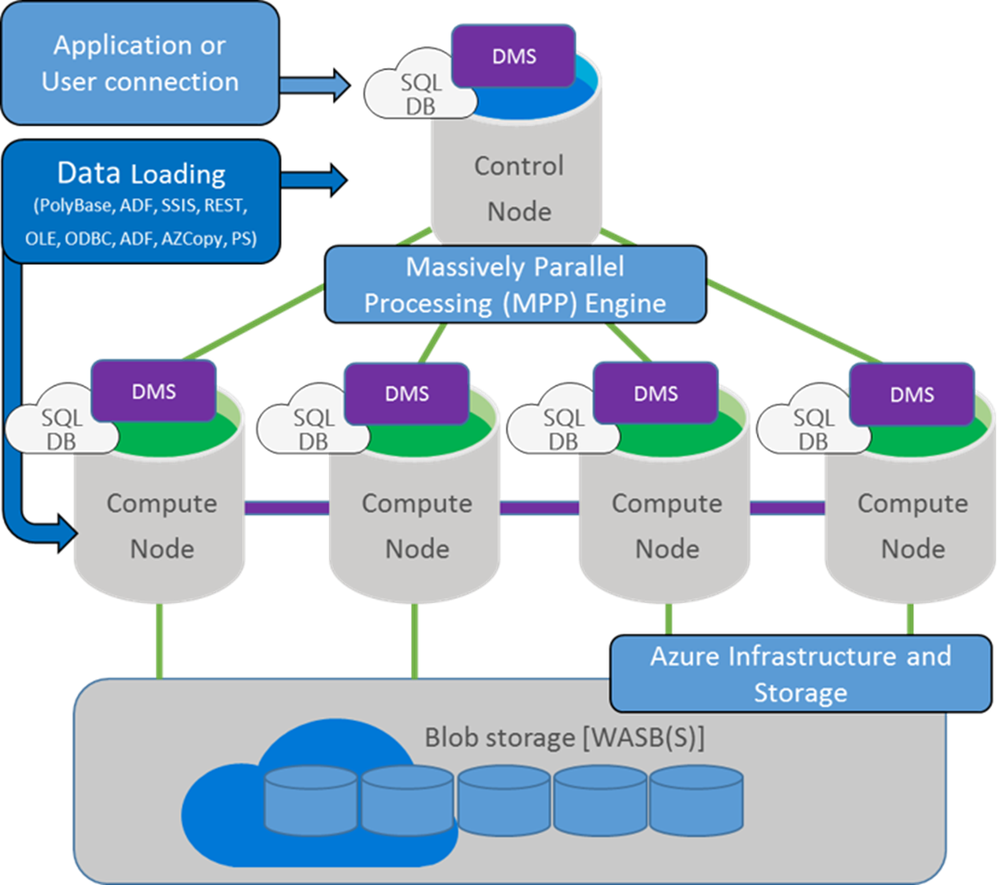 Application or
User connection
DMS
SQL
DB
Control
Node
Data Loading
(PolyBase, ADF, SSIS, REST,
OLE, ODBC, ADF, AZCopy, PS)
Massively Parallel
Processing (MPP) Engine
DMS
SQL
DB
Compute
Node
DMS
SQL
DB
Compute
Node
DMS
SQL
DB
Compute
Node
DMS
SQL
DB
Compute
Node
Azure Infrastructure and
Storage
Blob storage [WASB(S)]